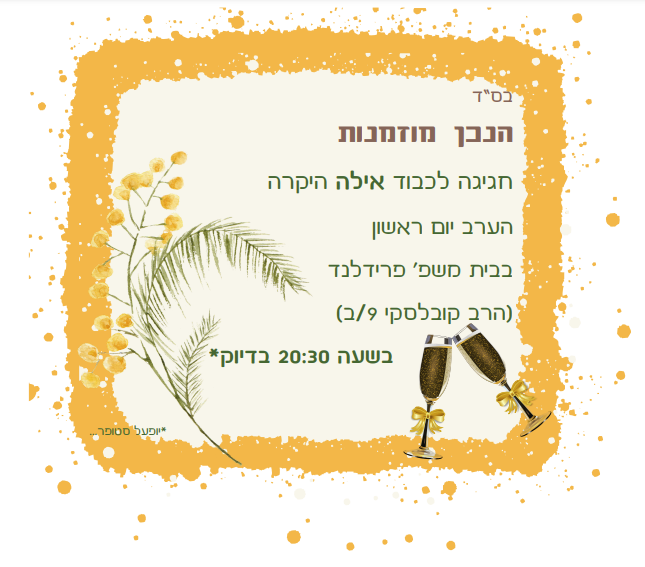 בס"ד
הנכן מוזמנות
חגיגה לכבוד אילה היקרה
הערב יום ראשון
בבית משפ' פרידלנד
(הרב קובלסקי 9/ב)
בשעה 20:30 בדיוק*
*יופעל סטופר...